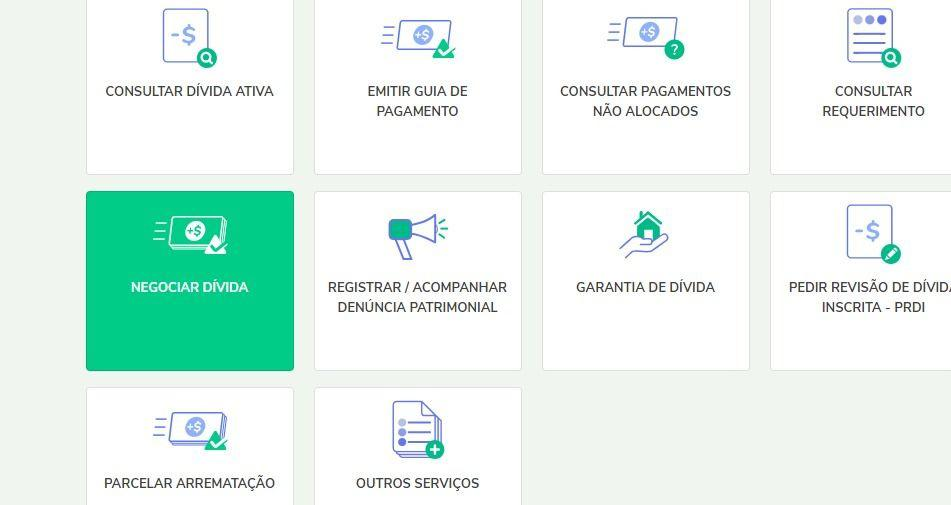 -$
+$
+$
?
CONSULTAR DÍVIDA ATIVA
EMITIR GUIA DE
PAGAMENTO
CONSULTAR PAGAMENTOS
NÃO ALOCADOS
CONSULTAR
REQUERIMENTO
+$
-$
NEGOCIAR DÍVIDA
REGISTRAR / ACOMPANHAR
DENÚNCIA PATRIMONIAL
GARANTIA DE DÍVIDA
PEDIR REVISÃO DE DÍVIDA
INSCRITA - PRDI
+$
PARCELAR ARREMATAÇÃO
OUTROS SERVIÇOS